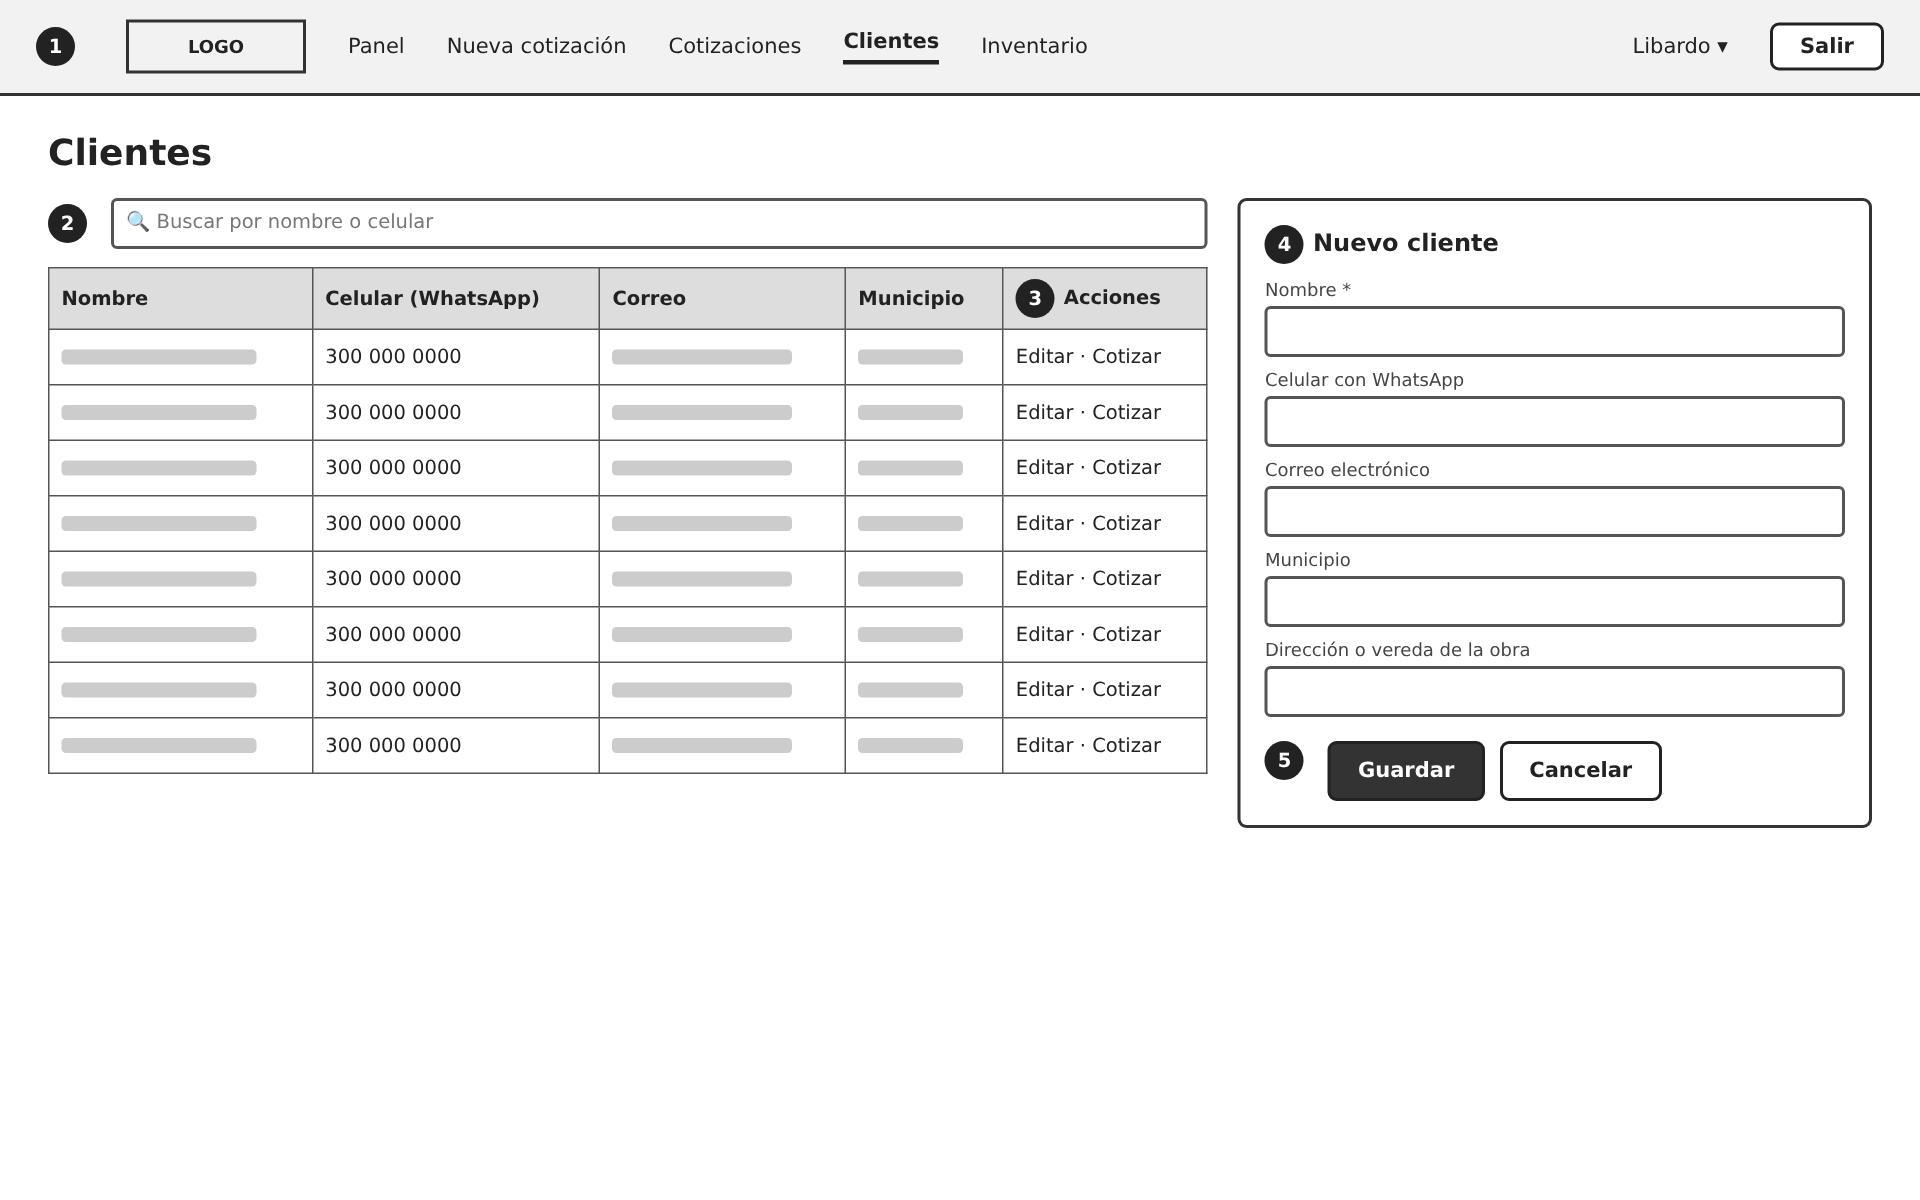 1 LOGO Panel Nueva cotización Cotizaciones Clientes Inventario Libardo ▾ Salir
Clientes
2 🔍 Buscar por nombre o celular
Nombre Celular (WhatsApp) Correo Municipio 3 Acciones
300 000 0000 Editar · Cotizar
300 000 0000 Editar · Cotizar
300 000 0000 Editar · Cotizar
300 000 0000 Editar · Cotizar
300 000 0000 Editar · Cotizar
300 000 0000 Editar · Cotizar
300 000 0000 Editar · Cotizar
300 000 0000 Editar · Cotizar
4 Nuevo cliente
Nombre *
Celular con WhatsApp
Correo electrónico
Municipio
Dirección o vereda de la obra
5 Guardar Cancelar